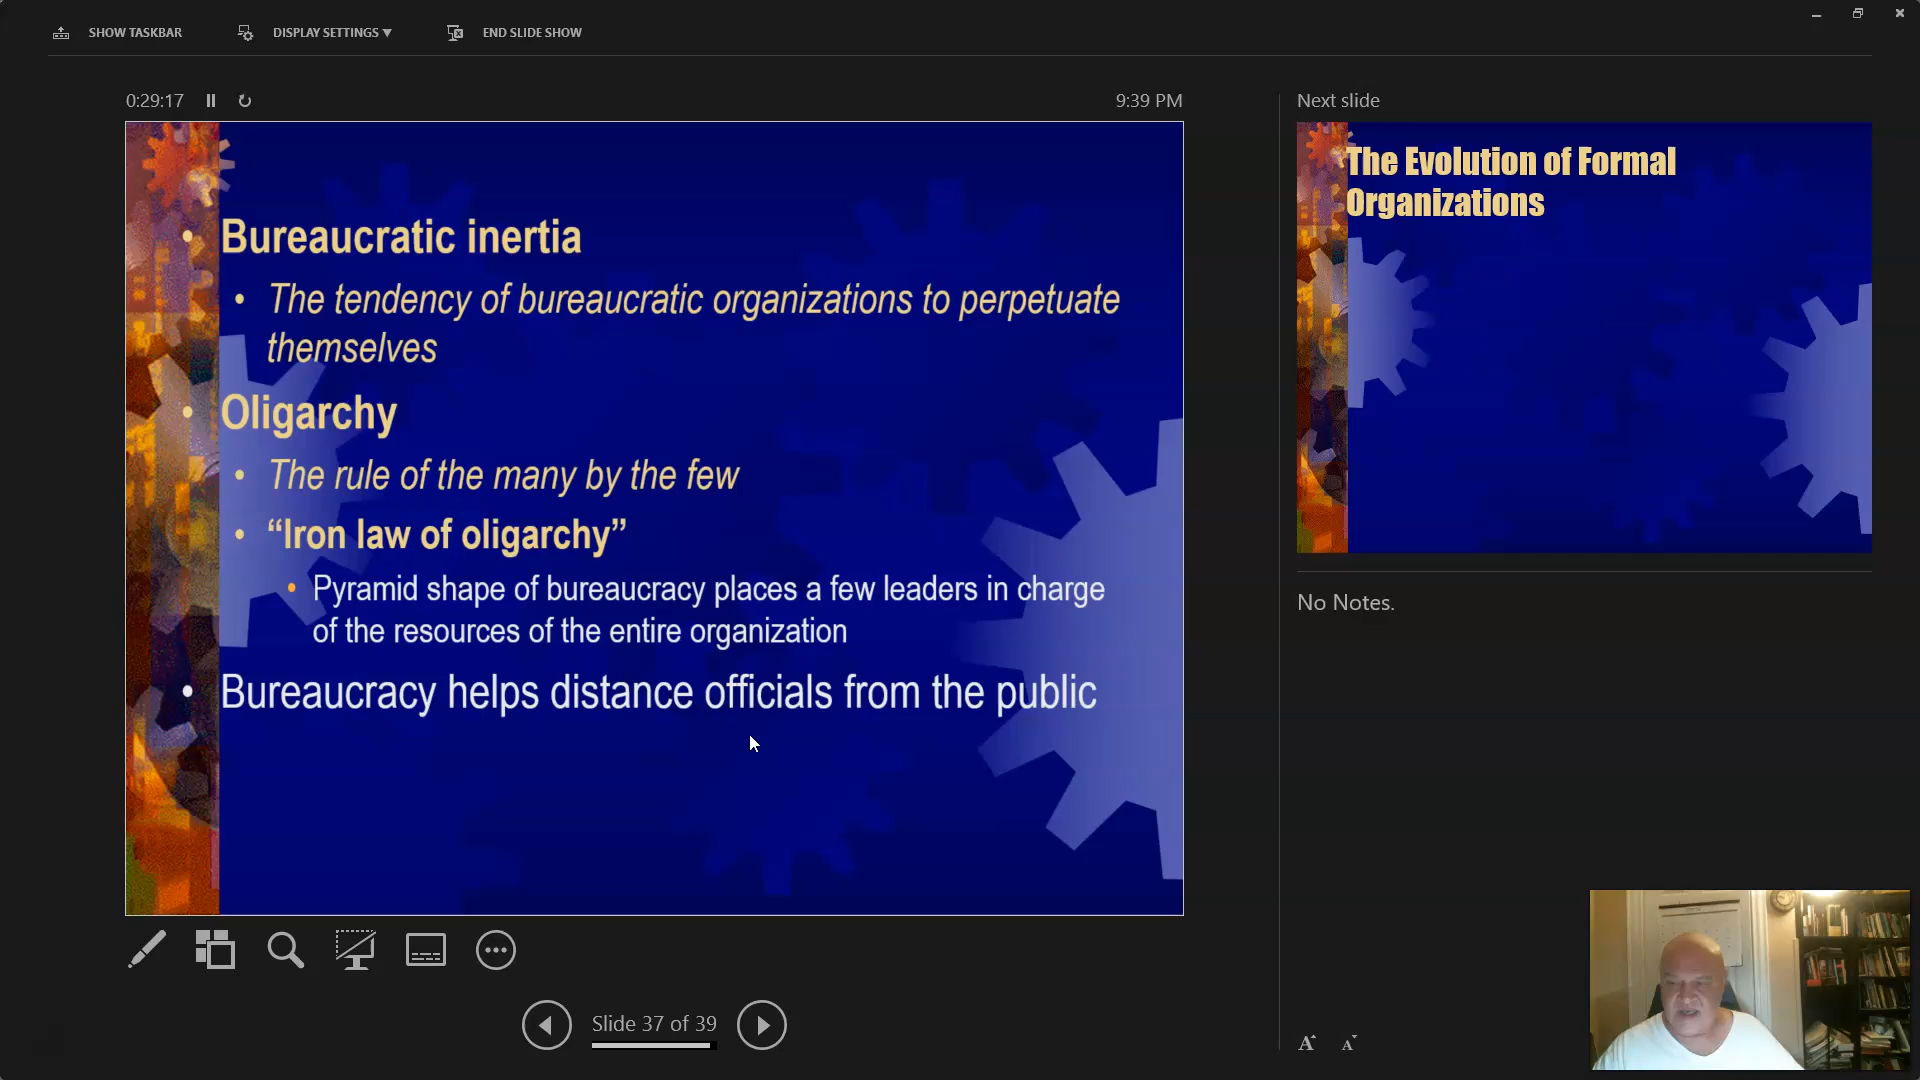 SHOW TASKBAR
DISPLAY SETTINGS ▼
END SLIDE SHOW
0:29:17
9:39 PM
• Bureaucratic inertia
• The tendency of bureaucratic organizations to perpetuate
themselves
• Oligarchy
• The rule of the many by the few
• “Iron law of oligarchy”
• Pyramid shape of bureaucracy places a few leaders in charge
of the resources of the entire organization
• Bureaucracy helps distance officials from the public
Slide 37 of 39
Next slide
The Evolution of Formal
Organizations
No Notes.
A A